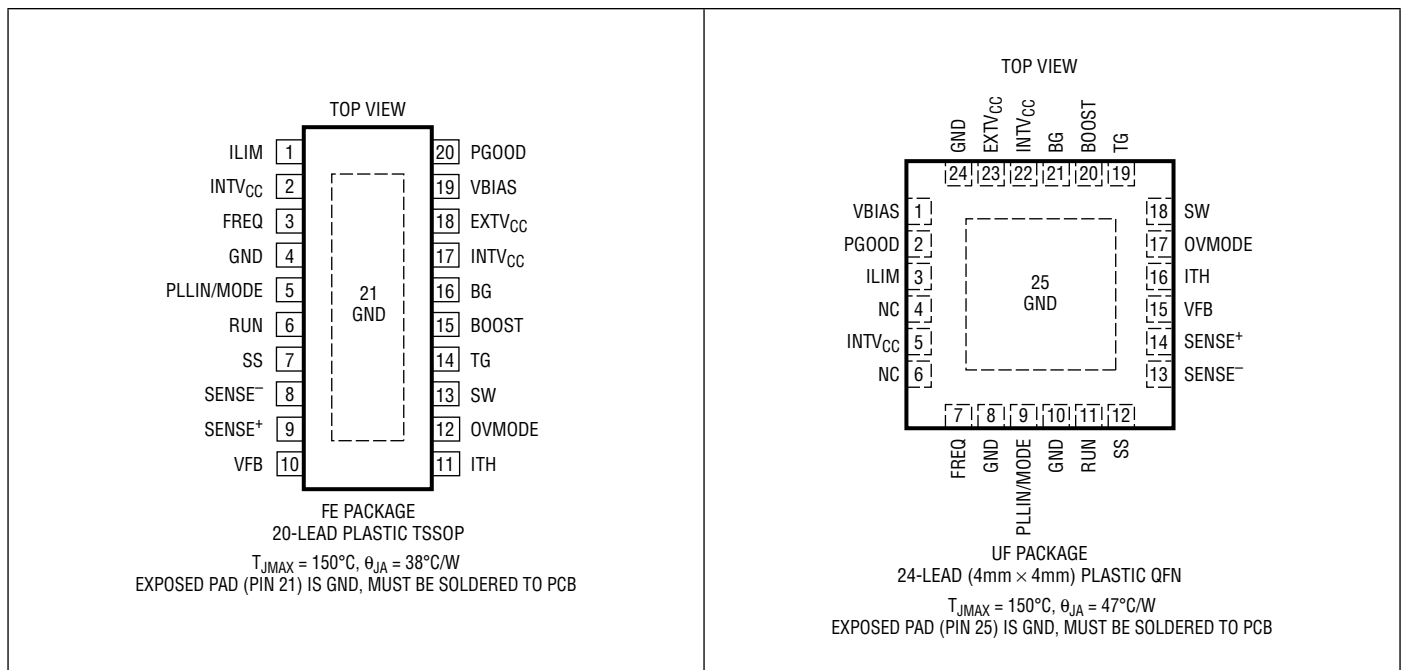 TOP VIEW
ILIM 1
INTVCC 2
FREQ 3
GND 4
PLLIN/MODE 5
RUN 6
SS 7
SENSE– 8
SENSE+ 9
VFB 10
21
GND
20 PGOOD
19 VBIAS
18 EXTVCC
17 INTVCC
16 BG
15 BOOST
14 TG
13 SW
12 OVMODE
11 ITH
FE PACKAGE
20-LEAD PLASTIC TSSOP
TJMAX = 150°C, θJA = 38°C/W
EXPOSED PAD (PIN 21) IS GND, MUST BE SOLDERED TO PCB
TOP VIEW
GND
EXTVCC
INTVCC
BG
BOOST
TG
24 23 22 21 20 19
VBIAS 1
PGOOD 2
ILIM 3
NC 4
INTVCC 5
NC 6
25
GND
18 SW
17 OVMODE
16 ITH
15 VFB
14 SENSE+
13 SENSE–
7 8 9 10 11 12
FREQ
GND
PLLIN/MODE
GND
RUN
SS
UF PACKAGE
24-LEAD (4mm × 4mm) PLASTIC QFN
TJMAX = 150°C, θJA = 47°C/W
EXPOSED PAD (PIN 25) IS GND, MUST BE SOLDERED TO PCB